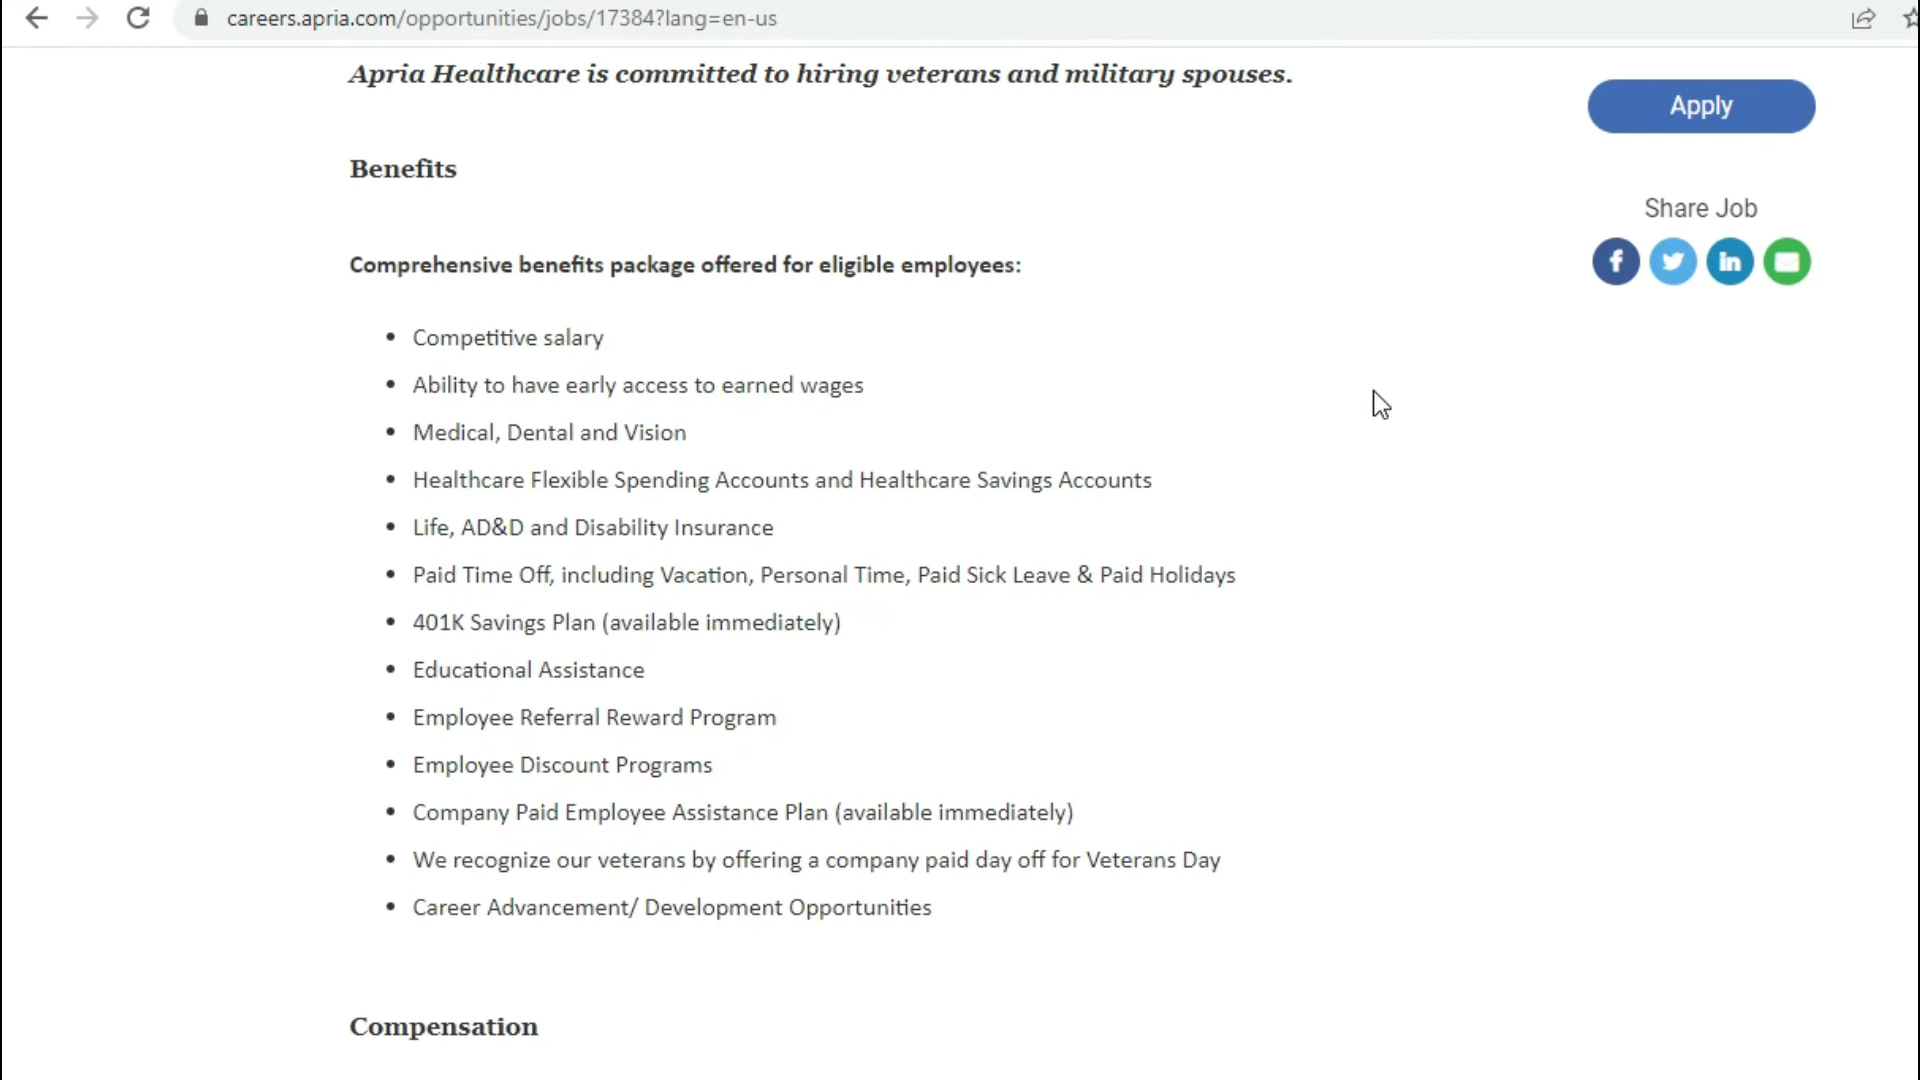 careers.apria.com/opportunities/jobs/17384?lang=en-us
Apria Healthcare is committed to hiring veterans and military spouses.
Apply
Benefits
Share Job
Comprehensive benefits package offered for eligible employees:
• Competitive salary
• Ability to have early access to earned wages
• Medical, Dental and Vision
• Healthcare Flexible Spending Accounts and Healthcare Savings Accounts
• Life, AD&D and Disability Insurance
• Paid Time Off, including Vacation, Personal Time, Paid Sick Leave & Paid Holidays
• 401K Savings Plan (available immediately)
• Educational Assistance
• Employee Referral Reward Program
• Employee Discount Programs
• Company Paid Employee Assistance Plan (available immediately)
• We recognize our veterans by offering a company paid day off for Veterans Day
• Career Advancement/ Development Opportunities
Compensation